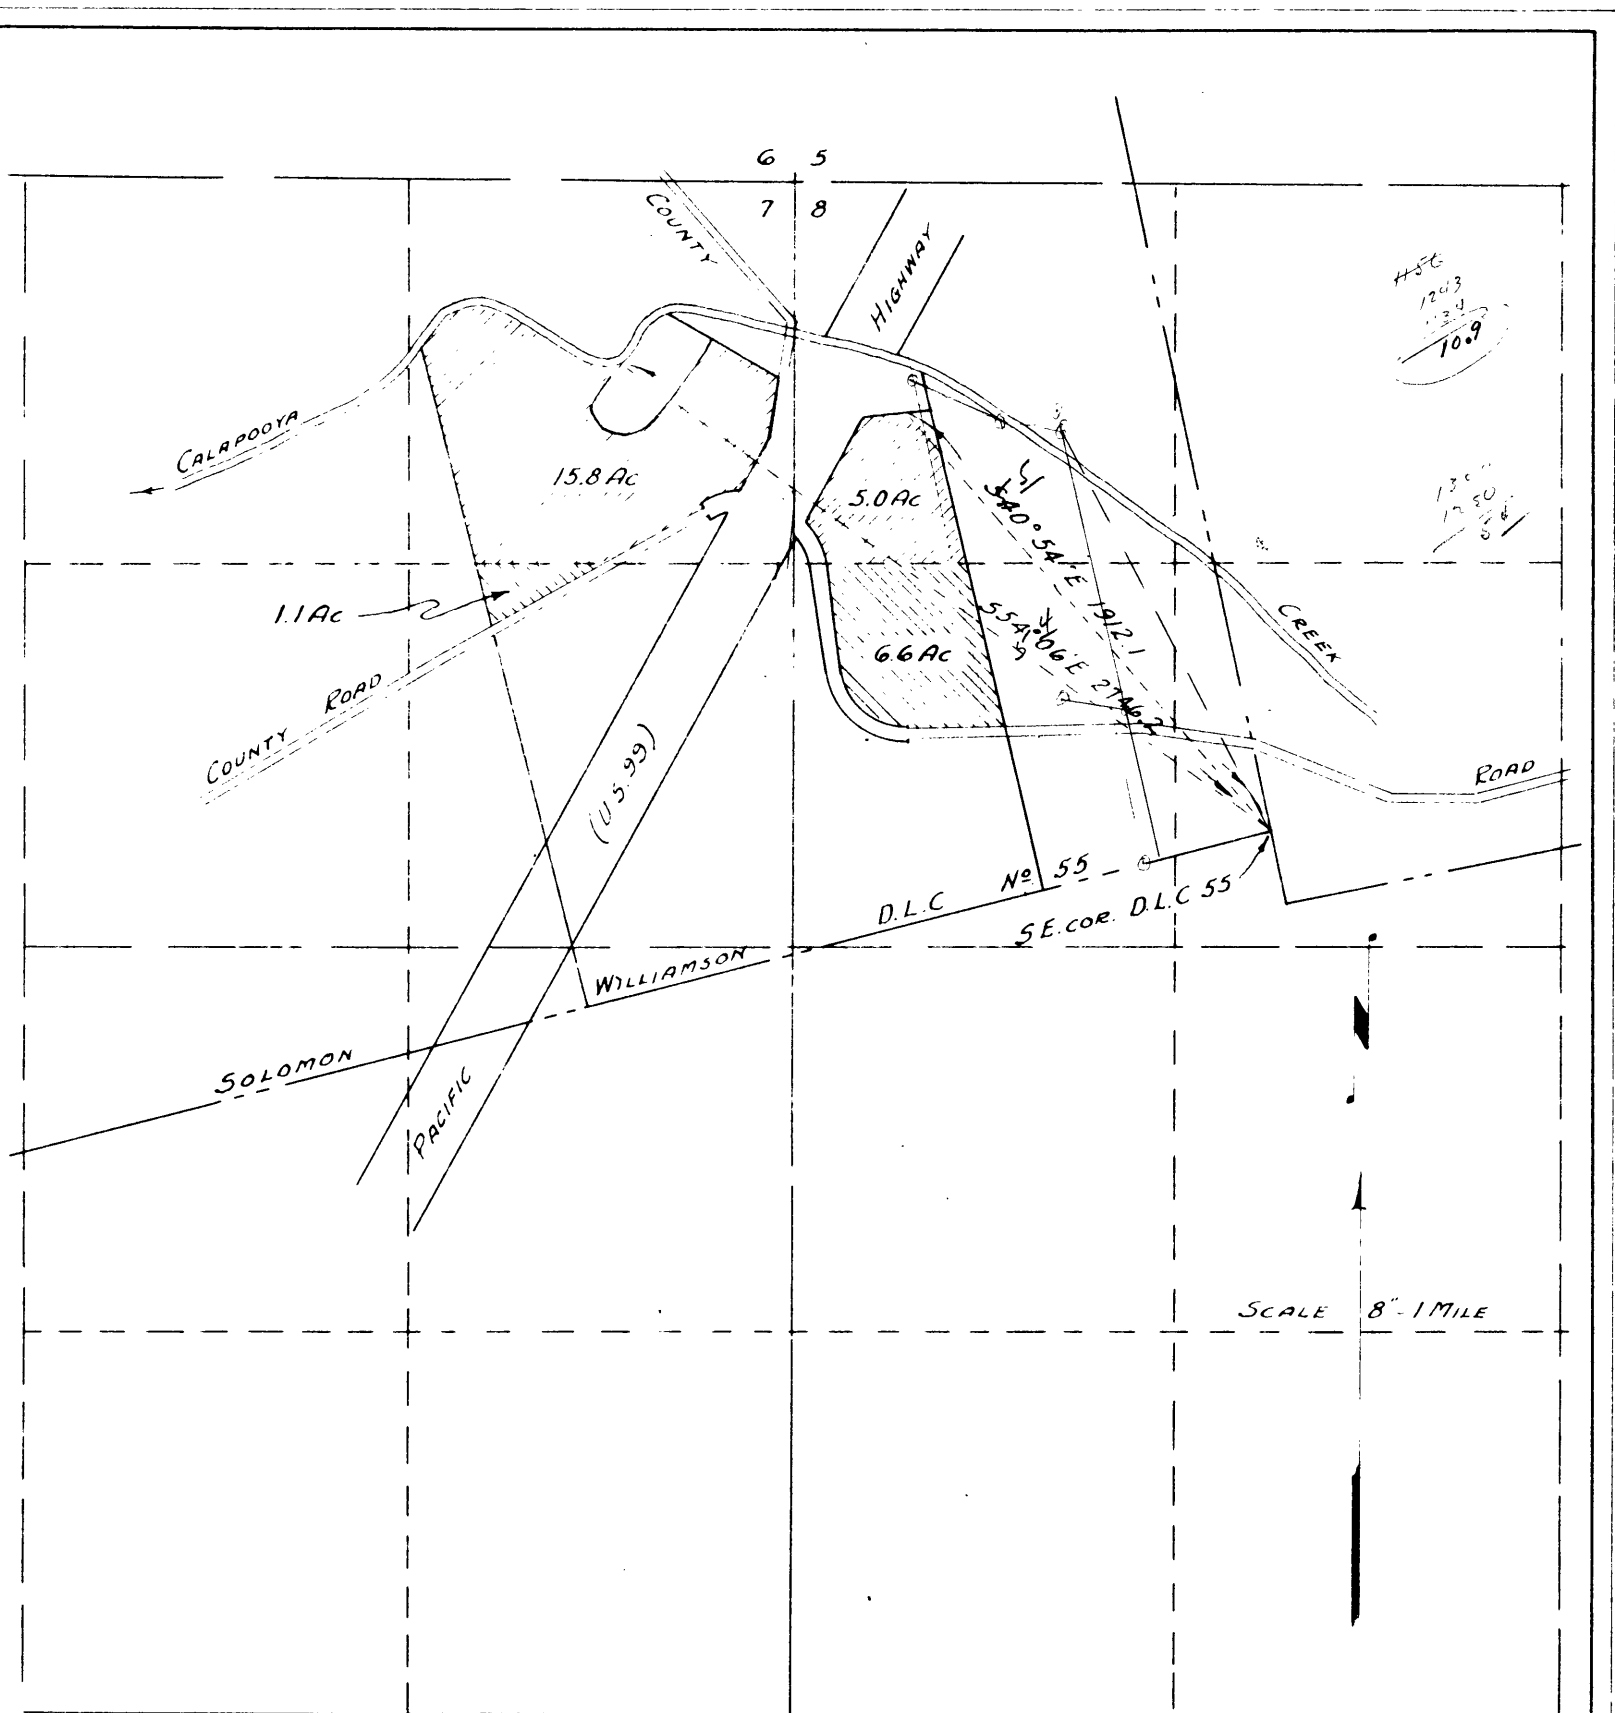 6 5
7 8
COUNTY
HIGHWAY
1243
10.9
CALAPOOYA
15.8 Ac
5.0 Ac
1250
1.1 Ac
6.6 Ac
S40°54'E 1912.1
CREEK
COUNTY ROAD
(U.S. 99)
ROAD
SOLOMON WILLIAMSON D.L.C Nº 55
S.E. COR. D.L.C 55
PACIFIC
N
SCALE 8"-1 MILE